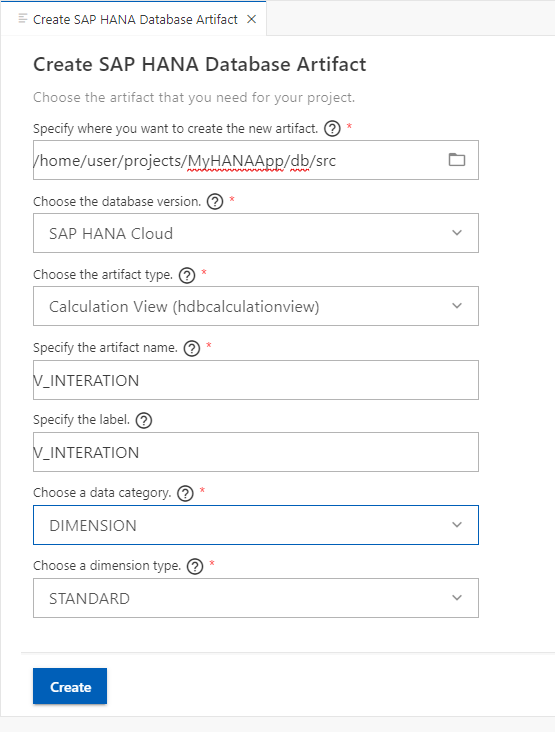 Create SAP HANA Database Artifact
Create SAP HANA Database Artifact
Choose the artifact that you need for your project.
Specify where you want to create the new artifact. *
/home/user/projects/MyHANAApp/db/src
Choose the database version. *
SAP HANA Cloud
Choose the artifact type. *
Calculation View (hdbcalculationview)
Specify the artifact name. *
V_INTERATION
Specify the label.
V_INTERATION
Choose a data category. *
DIMENSION
Choose a dimension type. *
STANDARD
Create